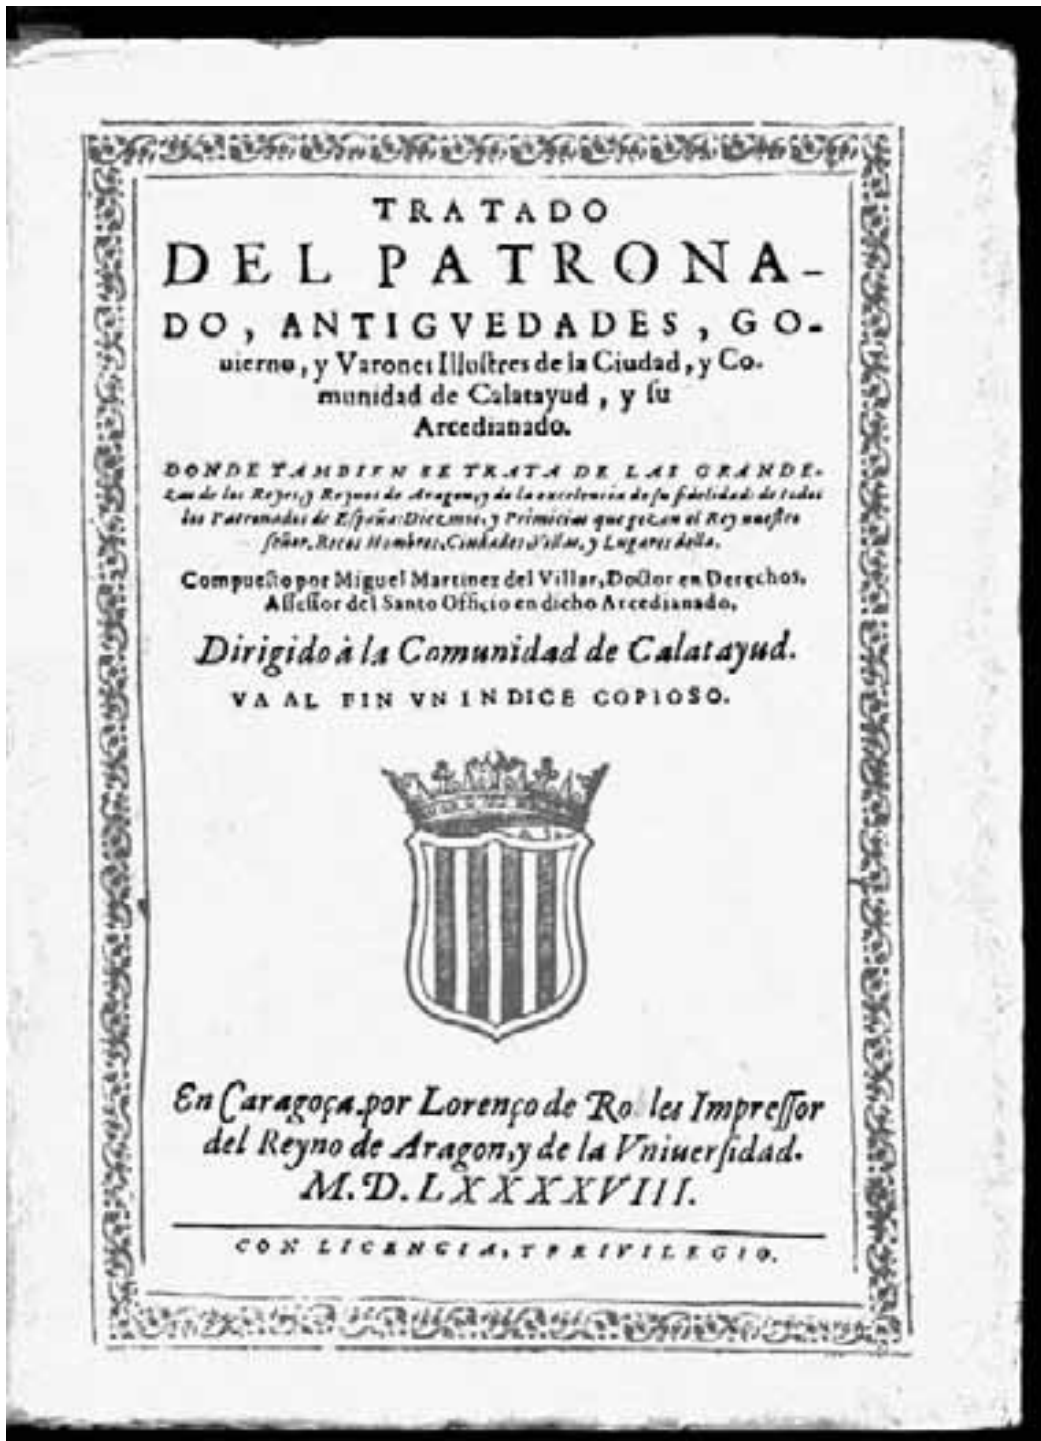 TRATADO
DEL PATRONA-
DO, ANTIGVEDADES, GO-
uierno, y Varones Illuſtres de la Ciudad, y Co-
munidad de Calatayud, y ſu
Arcedianado.
DONDE TAMBIEN SE TRATA DE LAS GRANDE-
zas de los Reyes, y Reynos de Aragon, y de la excelencia de ſu fidelidad: de todos
los Patronados de Eſpaña: Diezmos, y Primicias que gozan el Rey nueſtro
ſeñor, Ricos Hombres, Ciudades, Villas, y Lugares della.
Compueſto por Miguel Martinez del Villar, Doctor en Derechos,
Aſſeſſor del Santo Officio en dicho Arcedianado.
Dirigido à la Comunidad de Calatayud.
VA AL FIN VN INDICE COPIOSO.
En Caragoça. por Lorenço de Robles Impreſſor
del Reyno de Aragon, y de la Vniuerſidad.
M. D. LXXXXVIII.
CON LICENCIA, Y PRIVILEGIO.